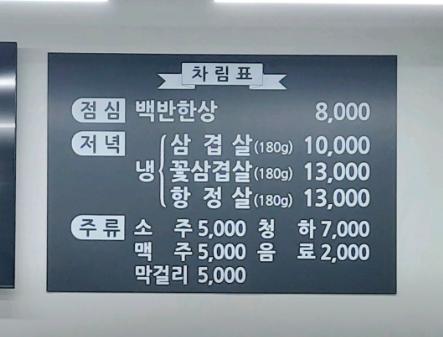 차림표
점심 백반한상 8,000
저녁 냉 삼겹살(180g) 10,000
꽃삼겹살(180g) 13,000
항정살(180g) 13,000
주류 소주 5,000 청하 7,000
맥주 5,000 음료 2,000
막걸리 5,000